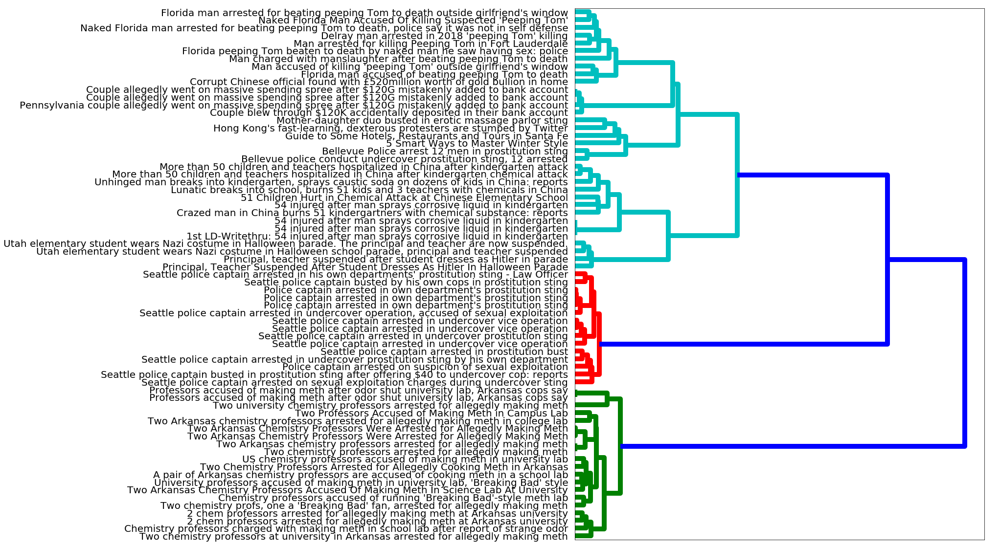 Florida man arrested for beating peeping Tom to death outside girlfriend's window
Naked Florida Man Accused Of Killing Suspected 'Peeping Tom'
Naked Florida man arrested for beating peeping Tom to death, police say it was not in self defense
Delray man arrested in 2018 'peeping Tom' killing
Man arrested for killing Peeping Tom in Fort Lauderdale
Florida peeping Tom beaten to death by naked man he saw having sex: police
Man charged with manslaughter after beating peeping Tom to death
Man accused of killing 'peeping Tom' outside girlfriend's window
Florida man accused of beating peeping Tom to death
Corrupt Chinese official found with £520million worth of gold bullion in home
Couple allegedly went on massive spending spree after $120G mistakenly added to bank account
Couple allegedly went on massive spending spree after $120G mistakenly added to bank account
Pennsylvania couple allegedly went on massive spending spree after $120G mistakenly added to bank account
Couple blew through $120K accidentally deposited in their bank account
Mother-daughter duo busted in erotic massage parlor sting
Hong Kong's fast-learning, dexterous protesters are stumped by Twitter
Guide to Some Hotels, Restaurants and Tours in Santa Fe
5 Smart Ways to Master Winter Style
Bellevue Police arrest 12 men in prostitution sting
Bellevue police conduct undercover prostitution sting, 12 arrested
More than 50 children and teachers hospitalized in China after kindergarten attack
More than 50 children and teachers hospitalized in China after kindergarten chemical attack
Unhinged man breaks into kindergarten, sprays caustic soda on dozens of kids in China: reports
Lunatic breaks into school, burns 51 kids and 3 teachers with chemicals in China
51 Children Hurt in Chemical Attack at Chinese Elementary School
54 injured after man sprays corrosive liquid in kindergarten
Crazed man in China burns 51 kindergartners with chemical substance: reports
54 injured after man sprays corrosive liquid in kindergarten
54 injured after man sprays corrosive liquid in kindergarten
1st LD-Writethru: 54 injured after man sprays corrosive liquid in kindergarten
Utah elementary student wears Nazi costume in Halloween parade. The principal and teacher are now suspended.
Utah elementary student wears Nazi costume in Halloween school parade, principal and teacher suspended
Principal, teacher suspended after student dresses as Hitler in parade
Principal, Teacher Suspended After Student Dresses As Hitler In Halloween Parade
Seattle police captain arrested in his own departments' prostitution sting - Law Officer
Seattle police captain busted by his own cops in prostitution sting
Police captain arrested in own department's prostitution sting
Police captain arrested in own department's prostitution sting
Police captain arrested in own department's prostitution sting
Seattle police captain arrested in undercover operation, accused of sexual exploitation
Seattle police captain arrested in undercover vice operation
Seattle police captain arrested in undercover vice operation
Seattle police captain arrested in undercover prostitution sting
Seattle police captain arrested in undercover vice operation
Seattle police captain arrested in prostitution bust
Seattle police captain arrested in undercover prostitution sting by his own department
Police captain arrested on suspicion of sexual exploitation
Seattle police captain busted in prostitution sting after offering $40 to undercover cop: reports
Seattle police captain arrested on sexual exploitation charges during undercover sting
Professors accused of making meth after odor shut university lab, Arkansas cops say
Professors accused of making meth after odor shut university lab, Arkansas cops say
Two university chemistry professors arrested for allegedly making meth
Two Professors Accused of Making Meth in Campus Lab
Two Arkansas chemistry professors arrested for allegedly making meth in college lab
Two Arkansas Chemistry Professors Were Arrested for Allegedly Making Meth
Two Arkansas Chemistry Professors Were Arrested for Allegedly Making Meth
Two Arkansas chemistry professors arrested for allegedly making meth
Two chemistry professors arrested for allegedly making meth
US chemistry professors accused of making meth in university lab
Two Chemistry Professors Arrested for Allegedly Cooking Meth in Arkansas
A pair of Arkansas chemistry professors are accused of cooking meth in a school lab
University professors accused of making meth in university lab, 'Breaking Bad' style
Two Arkansas Chemistry Professors Accused Of Making Meth In Science Lab At University
Chemistry professors accused of running 'Breaking Bad'-style meth lab
Two chemistry profs, one a 'Breaking Bad' fan, arrested for allegedly making meth
2 chem professors arrested for allegedly making meth at Arkansas university
2 chem professors arrested for allegedly making meth at Arkansas university
Chemistry professors charged with making meth in school lab after report of strange odor
Two chemistry professors at university in Arkansas arrested for allegedly making meth